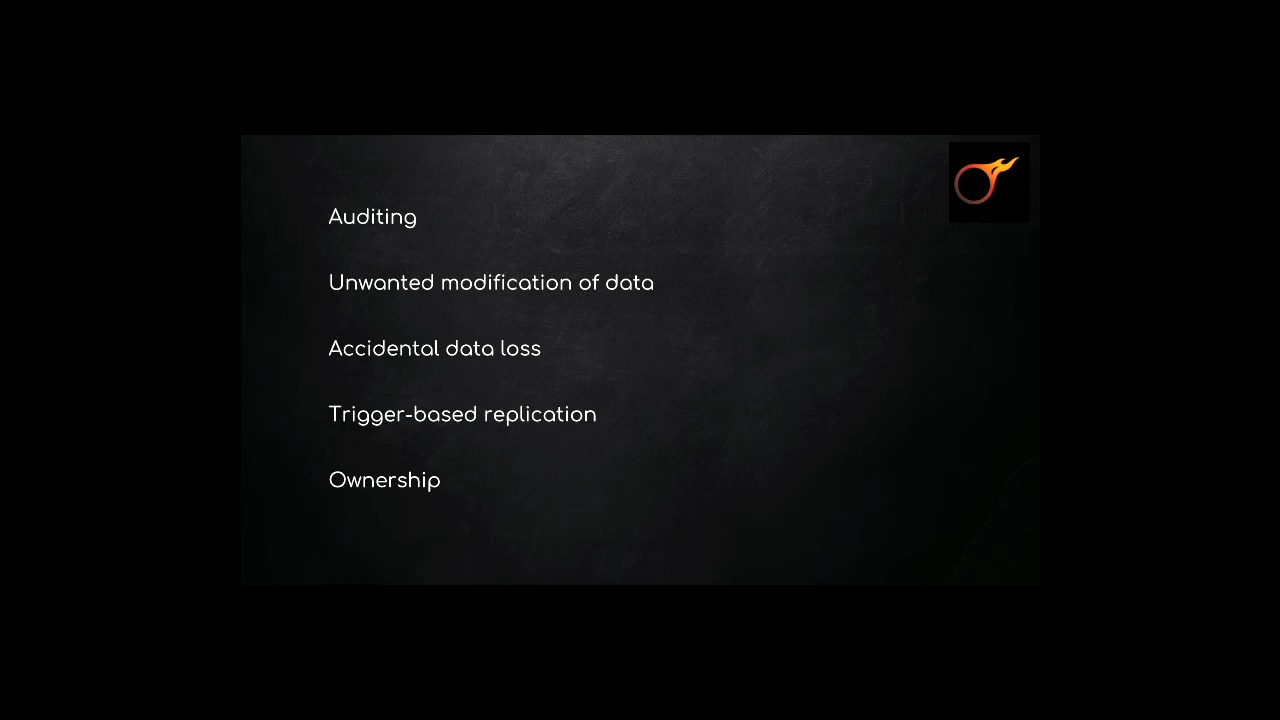 Auditing
Unwanted modification of data
Accidental data loss
Trigger-based replication
Ownership